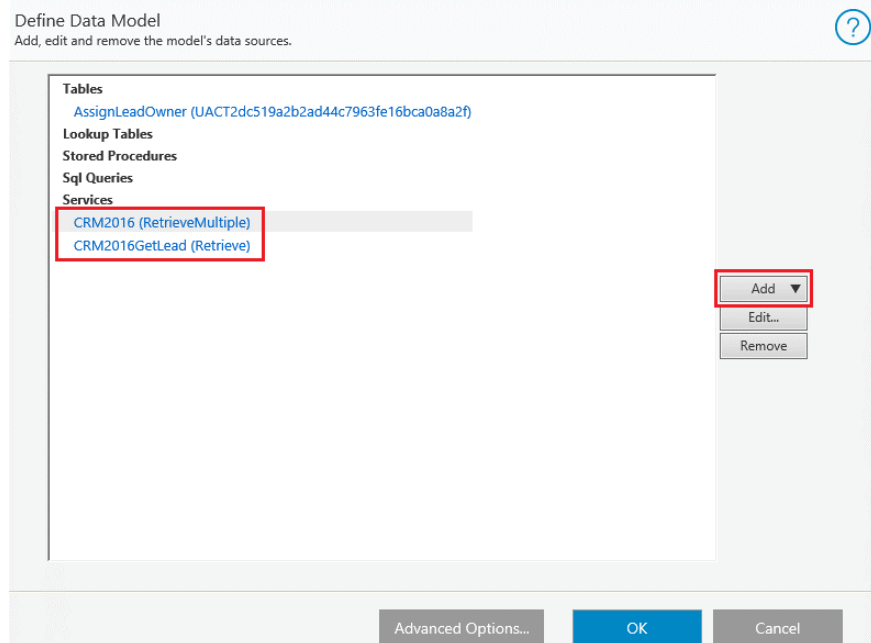 Define Data Model
Add, edit and remove the model's data sources.
?
Tables
AssignLeadOwner (UACT2dc519a2b2ad44c7963fe16bca0a8a2f)
Lookup Tables
Stored Procedures
Sql Queries
Services
CRM2016 (RetrieveMultiple)
CRM2016GetLead (Retrieve)
Add
Edit...
Remove
Advanced Options...
OK
Cancel